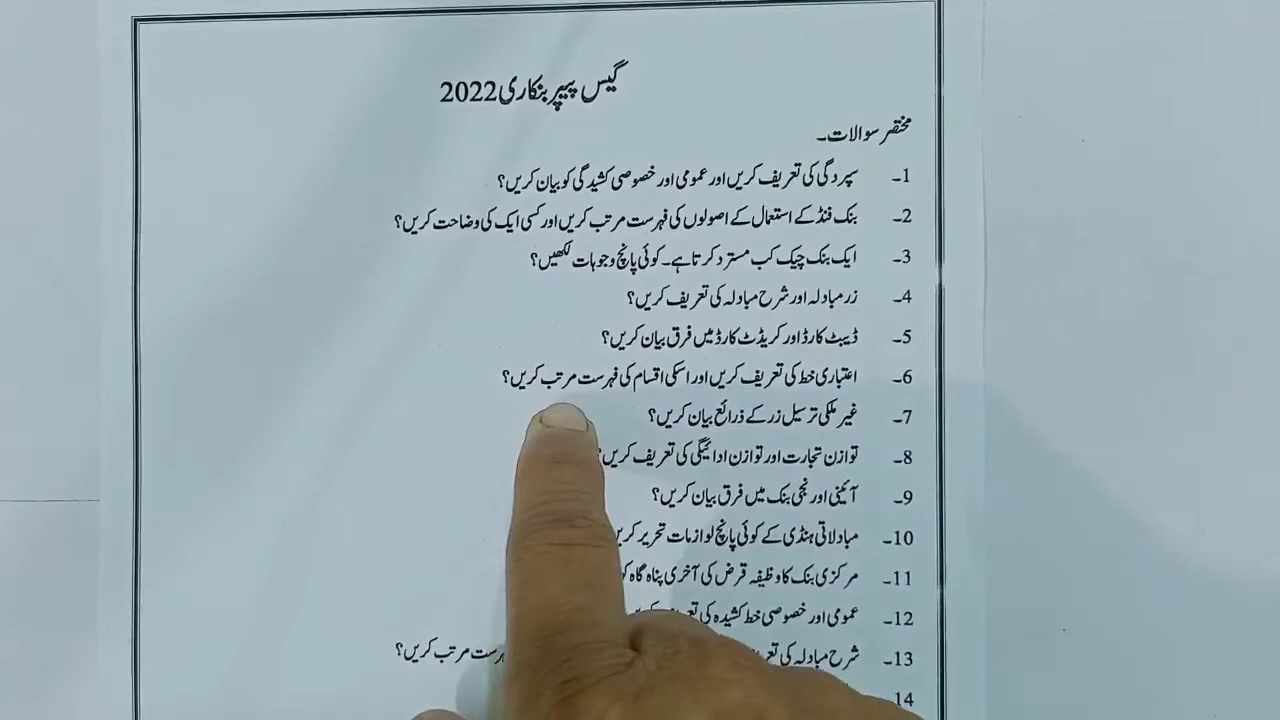 گیس پیپر بنکاری 2022
مختصر سوالات۔
1۔ سپردگی کی تعریف کریں اور عمومی اور خصوصی کشیدگی کو بیان کریں؟
2۔ بنک فنڈ کے استعمال کے اصولوں کی فہرست مرتب کریں اور کسی ایک کی وضاحت کریں؟
3۔ ایک بنک چیک کب مسترد کرتا ہے۔ کوئی پانچ وجوہات لکھیں؟
4۔ زرمبادلہ اور شرح مبادلہ کی تعریف کریں؟
5۔ ڈیبٹ کارڈ اور کریڈٹ کارڈ میں فرق بیان کریں؟
6۔ اعتباری خط کی تعریف کریں اور اسکی اقسام کی فہرست مرتب کریں؟
7۔ غیر ملکی ترسیل زر کے ذرائع بیان کریں؟
8۔ توازن تجارت اور توازن ادائیگی کی تعریف کریں؟
9۔ آئینی اور نجی بنک میں فرق بیان کریں؟
10۔ مبادلاتی ہنڈی کے کوئی پانچ لوازمات تحریر کریں
11۔ مرکزی بنک کا وظیفہ قرض کی آخری پناہ گاہ
12۔ عمومی اور خصوصی خط کشیدہ کی
13۔ شرح مبادلہ کی فہرست مرتب کریں؟
14